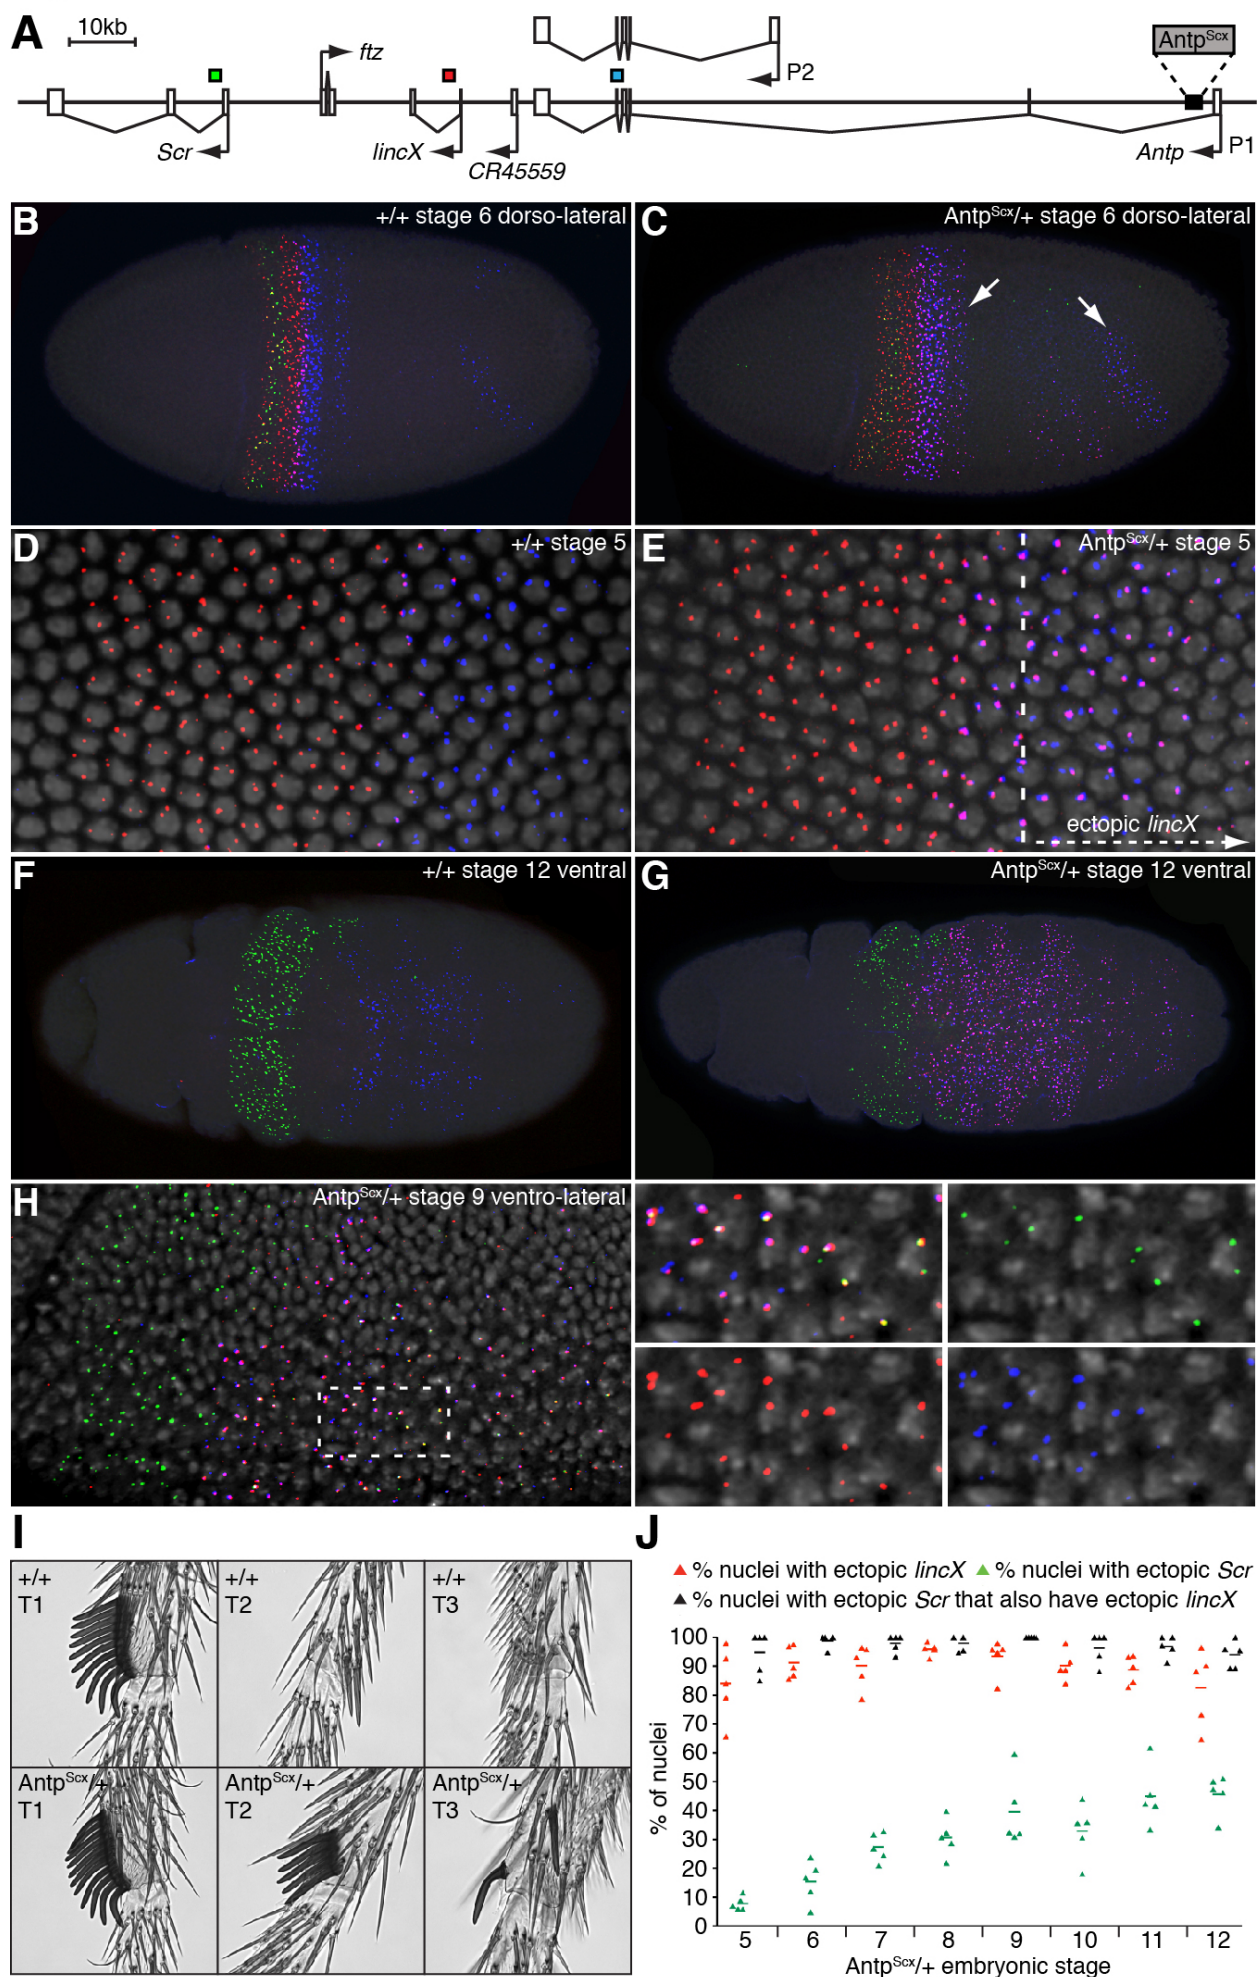 A
10kb
ftz
P2
Antp^Scx
Scr
lincX
CR45559
Antp
P1
B
+/+ stage 6 dorso-lateral
C
Antp^Scx/+ stage 6 dorso-lateral
D
+/+ stage 5
E
Antp^Scx/+ stage 5
ectopic lincX
F
+/+ stage 12 ventral
G
Antp^Scx/+ stage 12 ventral
H
Antp^Scx/+ stage 9 ventro-lateral
I
+/+
T1
+/+
T2
+/+
T3
Antp^Scx/+
T1
Antp^Scx/+
T2
Antp^Scx/+
T3
J
% nuclei with ectopic lincX
% nuclei with ectopic Scr
% nuclei with ectopic Scr that also have ectopic lincX
100
90
80
70
60
50
40
30
20
10
0
% of nuclei
5 6 7 8 9 10 11 12
Antp^Scx/+ embryonic stage